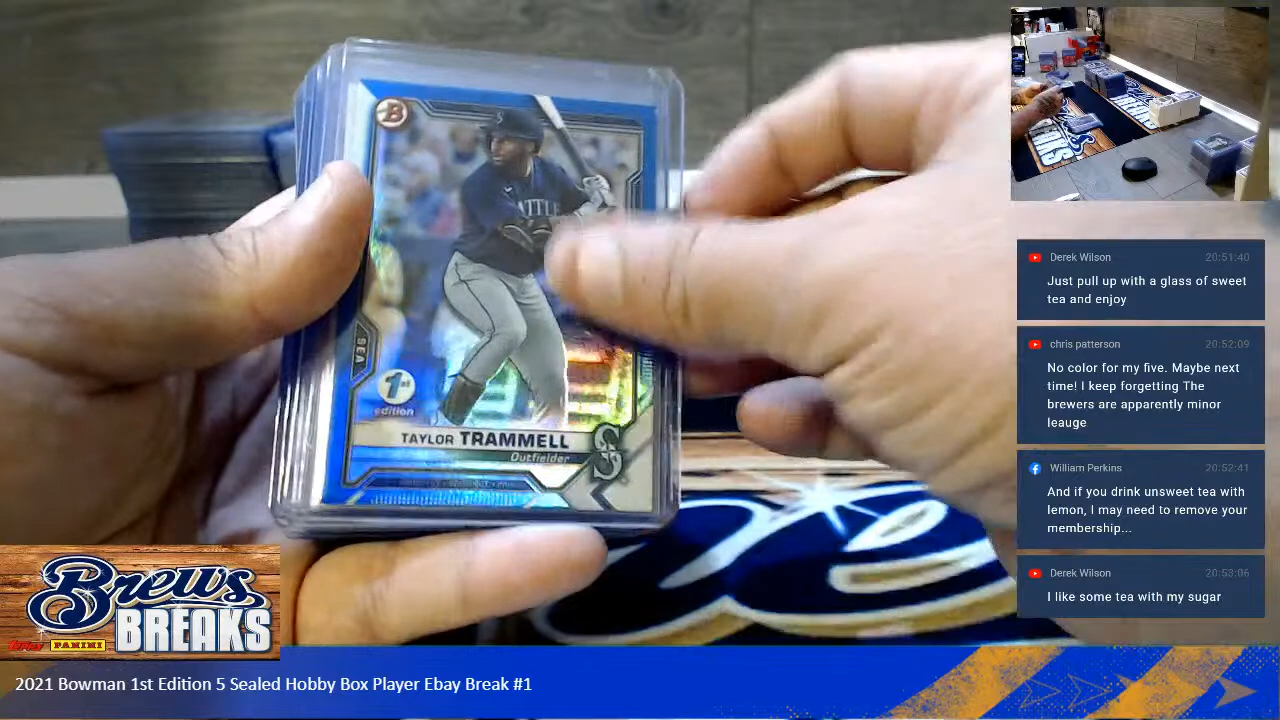 B
ATTLE
SEA
1st
edition
TAYLOR TRAMMELL
Outfielder
BREWS
Derek Wilson 20:51:40
Just pull up with a glass of sweet
tea and enjoy
chris patterson 20:52:09
No color for my five. Maybe next
time! I keep forgetting The
brewers are apparently minor
leauge
William Perkins 20:52:41
And if you drink unsweet tea with
lemon, I may need to remove your
membership...
Derek Wilson 20:53:06
I like some tea with my sugar
Brews
BREAKS
Topps PANINI
2021 Bowman 1st Edition 5 Sealed Hobby Box Player Ebay Break #1